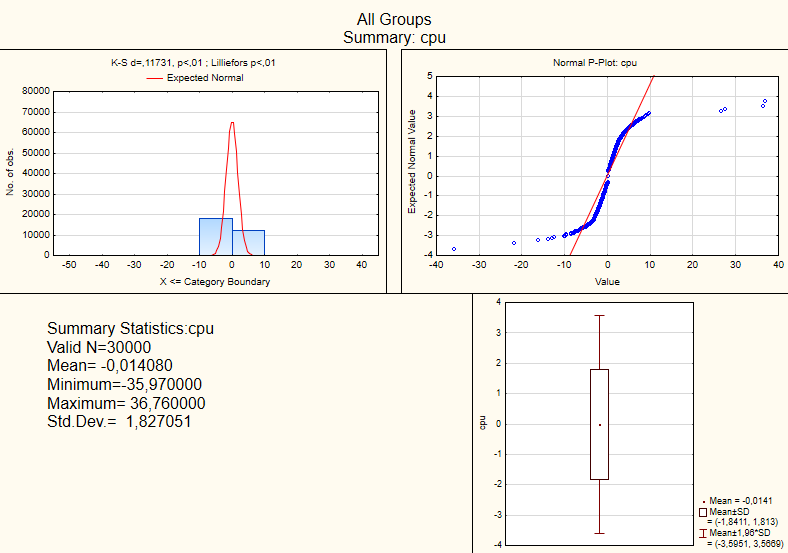 All Groups
Summary: cpu
K-S d=,11731, p<,01 ; Lilliefors p<,01
Expected Normal
80000
70000
60000
50000
40000
30000
20000
10000
0
-50 -40 -30 -20 -10 0 10 20 30 40
No. of obs.
X <= Category Boundary
Normal P-Plot: cpu
5
4
3
2
1
0
-1
-2
-3
-4
-40 -30 -20 -10 0 10 20 30 40
Expected Normal Value
Value
Summary Statistics:cpu
Valid N=30000
Mean= -0,014080
Minimum=-35,970000
Maximum= 36,760000
Std.Dev.= 1,827051
4
3
2
1
0
-1
-2
-3
-4
cpu
Mean = -0,0141
Mean±SD
= (-1,8411, 1,813)
Mean±1,96*SD
= (-3,5951, 3,5669)